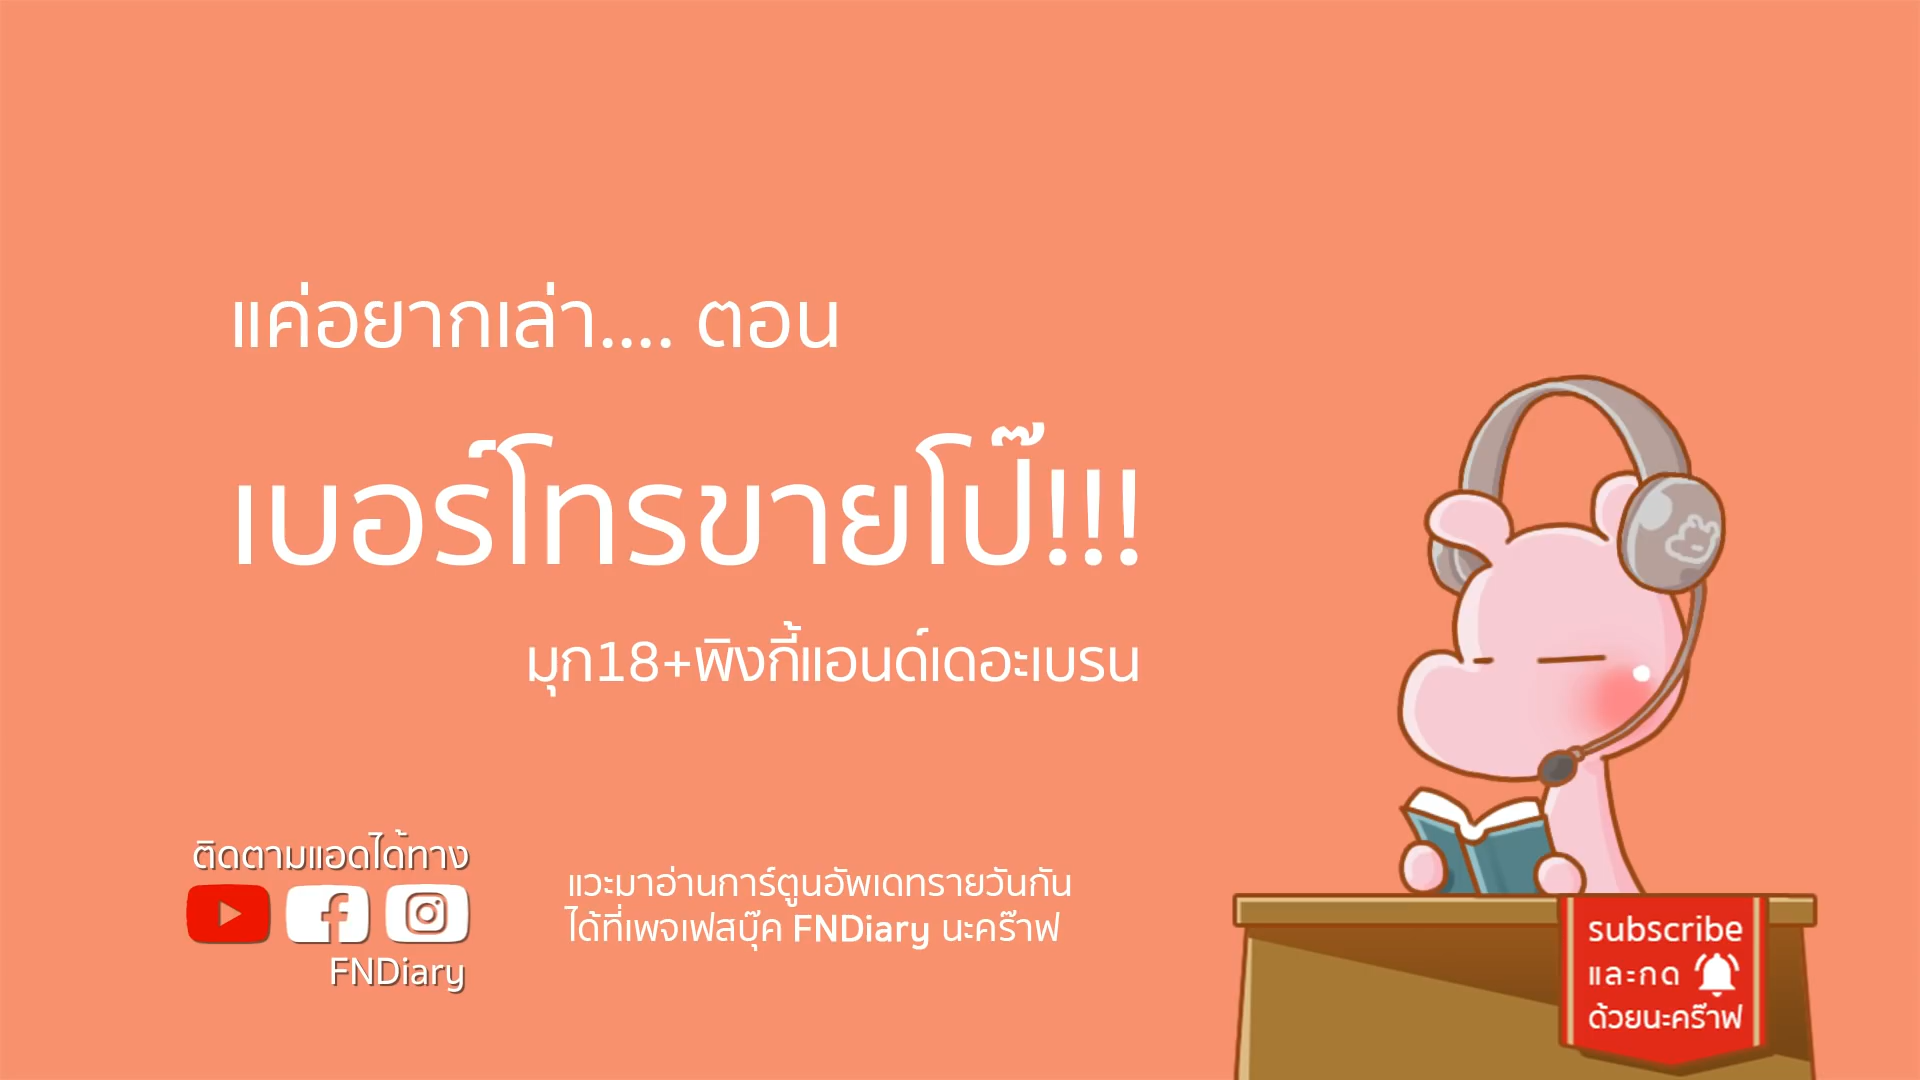 แค่อยากเล่า.... ตอน
เบอร์โทรขายโป๊!!!
มุก18+พิงกี้แอนด์เดอะเบรน
ติดตามแอดได้ทาง
FNDiary
แวะมาอ่านการ์ตูนอัพเดทรายวันกัน
ได้ที่เพจเฟสบุ๊ค FNDiary นะคร๊าฟ
subscribe
และกด
ด้วยนะคร๊าฟ